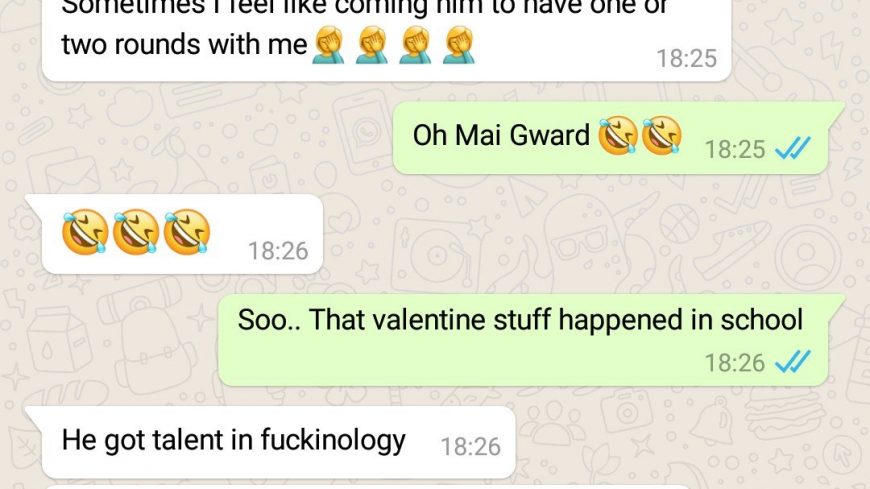 Sometimes I feel like coming him to have one or
two rounds with me🤦‍♀️🤦‍♀️🤦‍♀️🤦‍♀️
18:25
Oh Mai Gward 🤣🤣
18:25
🤣🤣🤣
18:26
Soo.. That valentine stuff happened in school
18:26
He got talent in fuckinology
18:26